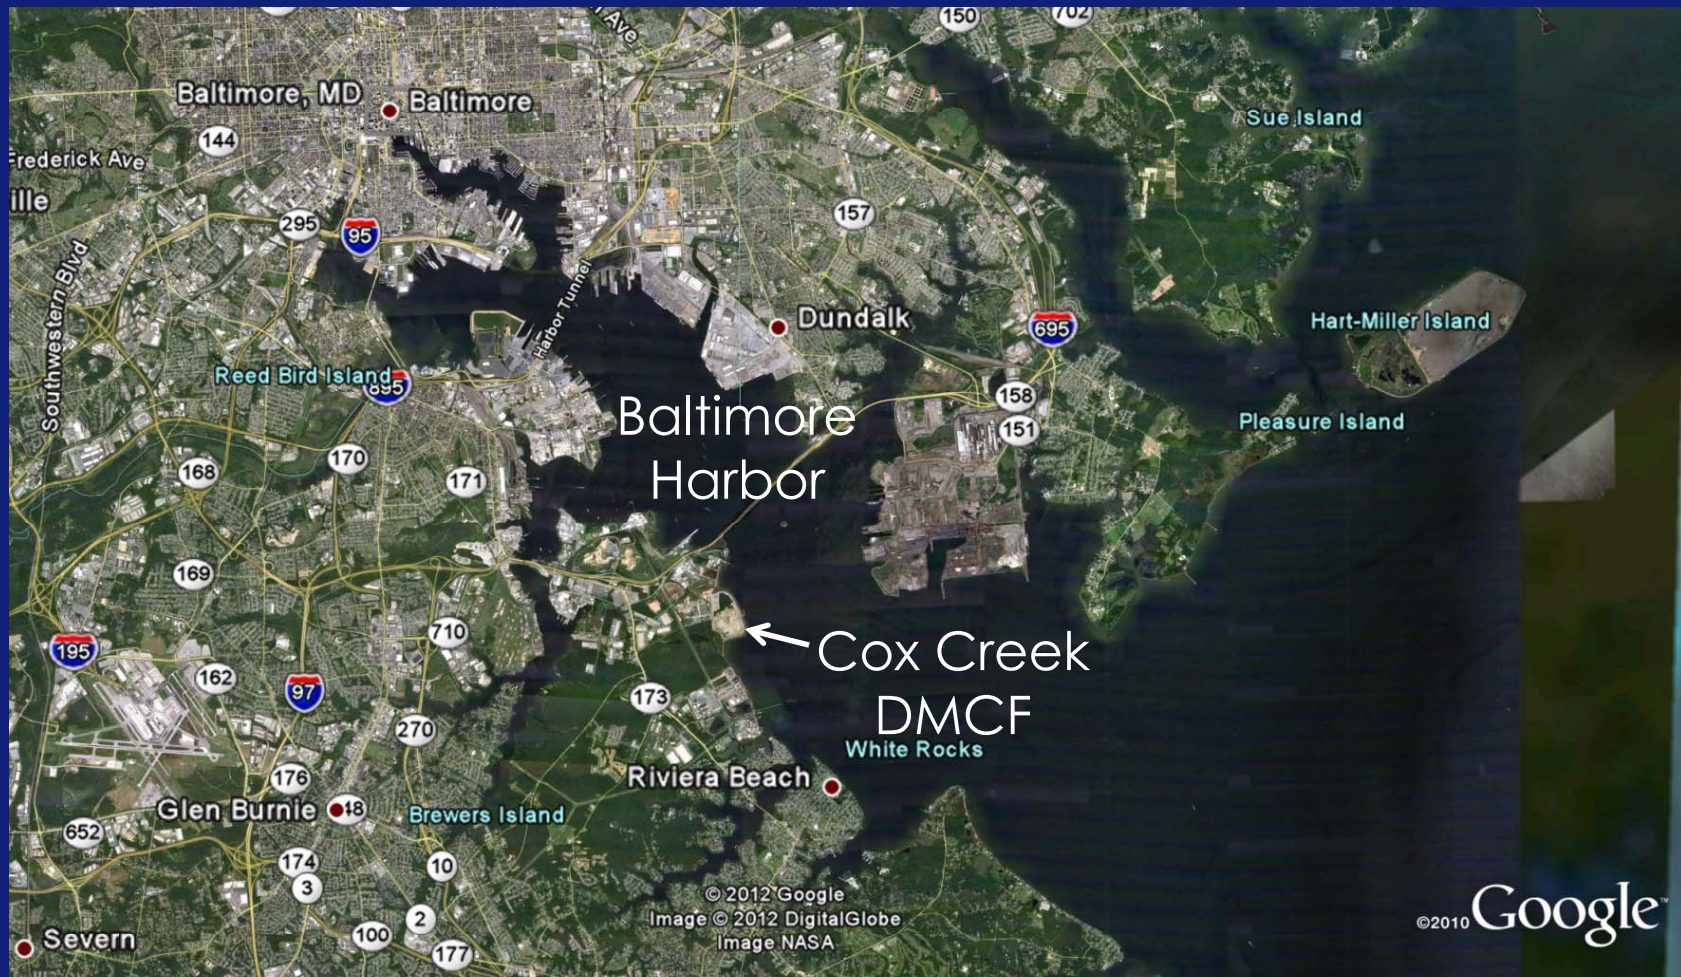 150
702
Ave
Baltimore, MD
Baltimore
Sue Island
144
Frederick Ave
ille
157
295
95
Southwestern Blvd
Harbor Tunnel
Dundalk
695
Hart-Miller Island
Reed Bird Island
895
158
Baltimore
Harbor
Pleasure Island
151
168
170
171
169
710
195
Cox Creek
DMCF
162
97
173
270
White Rocks
Riviera Beach
176
Glen Burnie
48
Brewers Island
652
174
10
3
© 2012 Google
Image © 2012 DigitalGlobe
Image NASA
2
©2010 Google™
100
Severn
177